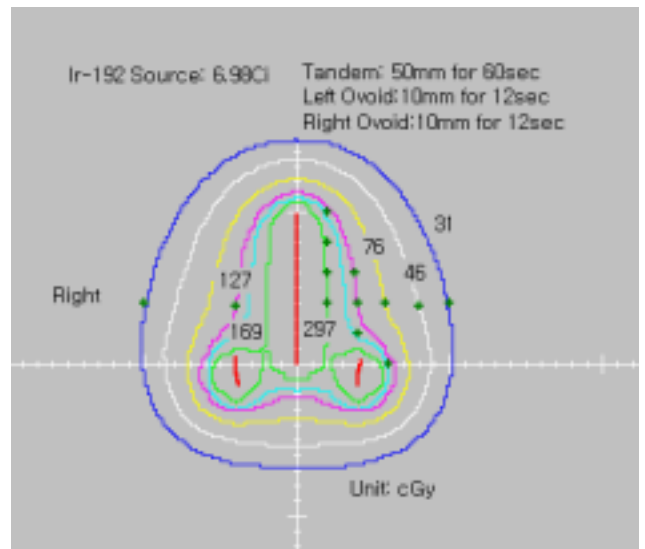 Ir-192 Source: 6.98Ci
Tandem: 50mm for 60sec
Left Ovoid:10mm for 12sec
Right Ovoid:10mm for 12sec
31
76
46
127
Right
169
297
Unit: cGy